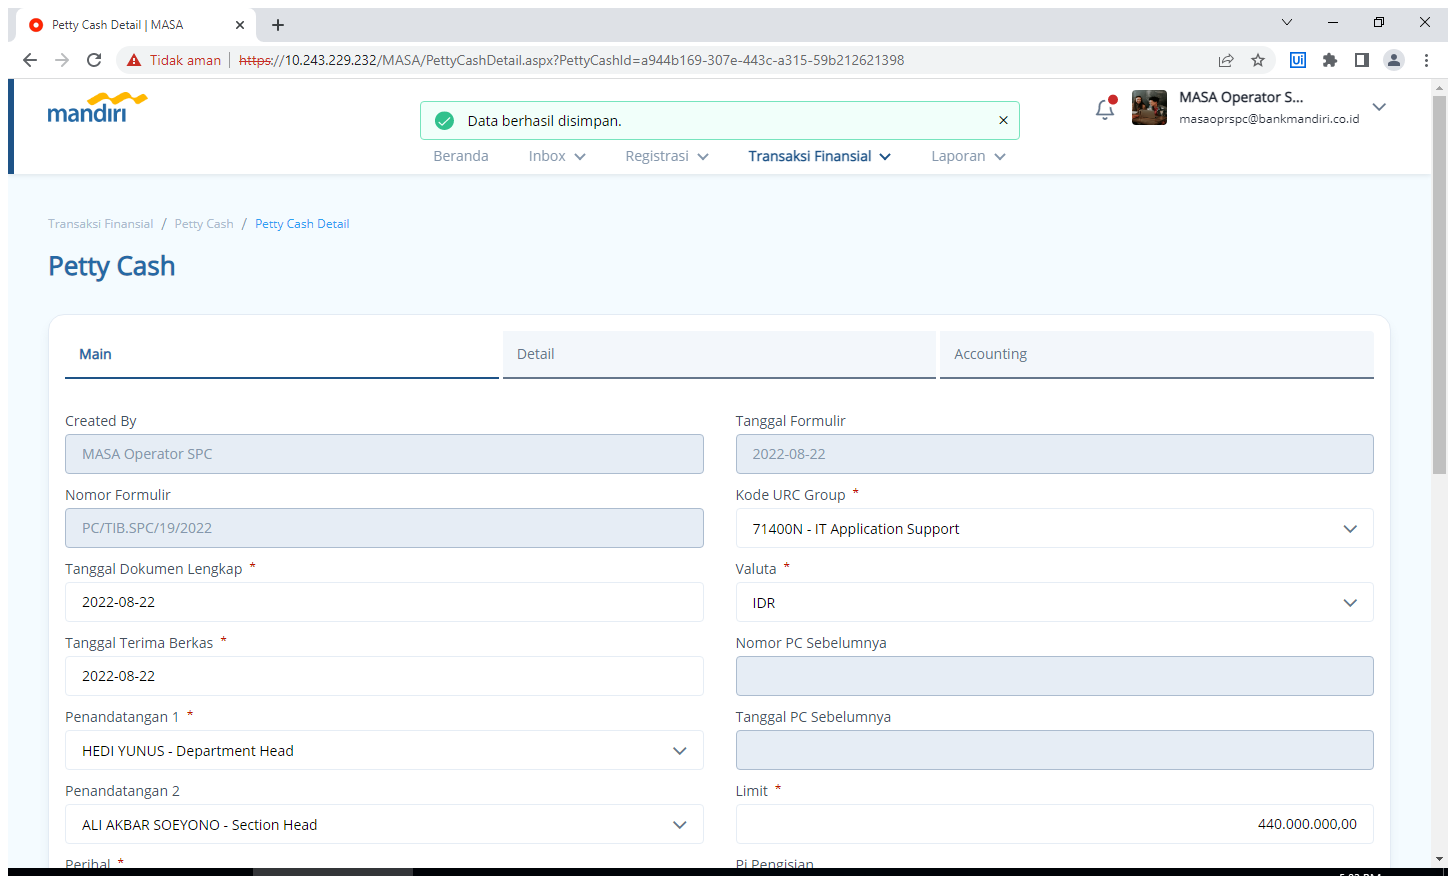 Petty Cash Detail | MASA
Tidak aman
https://10.243.229.232/MASA/PettyCashDetail.aspx?PettyCashId=a944b169-307e-443c-a315-59b212621398
mandiri
Data berhasil disimpan.
MASA Operator S...
masaoprspc@bankmandiri.co.id
Beranda Inbox Registrasi Transaksi Finansial Laporan
Transaksi Finansial / Petty Cash / Petty Cash Detail
Petty Cash
Main Detail Accounting
Created By
MASA Operator SPC
Tanggal Formulir
2022-08-22
Nomor Formulir
PC/TIB.SPC/19/2022
Kode URC Group *
71400N - IT Application Support
Tanggal Dokumen Lengkap *
2022-08-22
Valuta *
IDR
Tanggal Terima Berkas *
2022-08-22
Nomor PC Sebelumnya
Penandatangan 1 *
HEDI YUNUS - Department Head
Tanggal PC Sebelumnya
Penandatangan 2
ALI AKBAR SOEYONO - Section Head
Limit *
440.000.000,00
Perihal *
Pj Pengisian